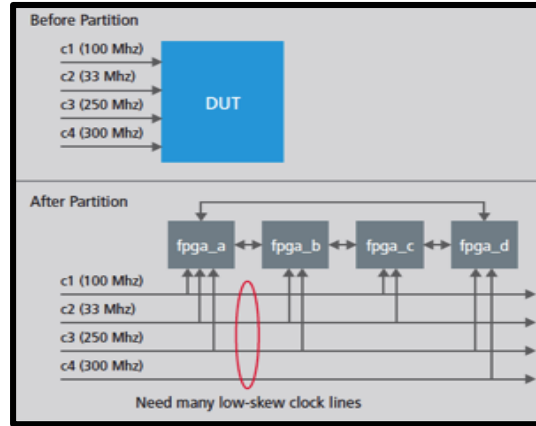 Before Partition
c1 (100 Mhz)
c2 (33 Mhz)
c3 (250 Mhz)
c4 (300 Mhz)
DUT
After Partition
fpga_a
fpga_b
fpga_c
fpga_d
c1 (100 Mhz)
c2 (33 Mhz)
c3 (250 Mhz)
c4 (300 Mhz)
Need many low-skew clock lines